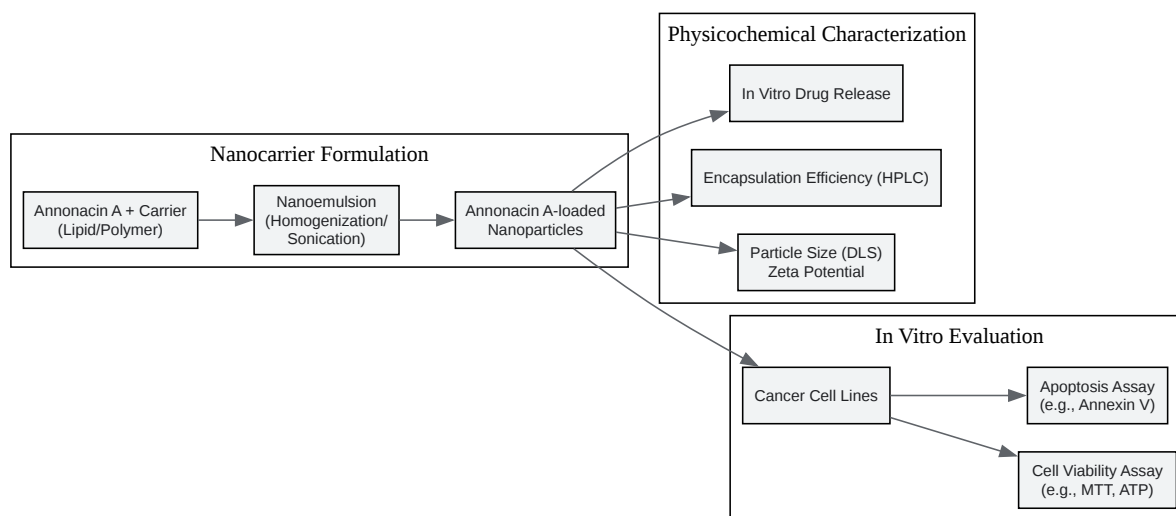 Nanocarrier Formulation
Annonacin A + Carrier
(Lipid/Polymer)
Nanoemulsion
(Homogenization/
Sonication)
Annonacin A-loaded
Nanoparticles
Physicochemical Characterization
In Vitro Drug Release
Encapsulation Efficiency (HPLC)
Particle Size (DLS)
Zeta Potential
In Vitro Evaluation
Cancer Cell Lines
Apoptosis Assay
(e.g., Annexin V)
Cell Viability Assay
(e.g., MTT, ATP)